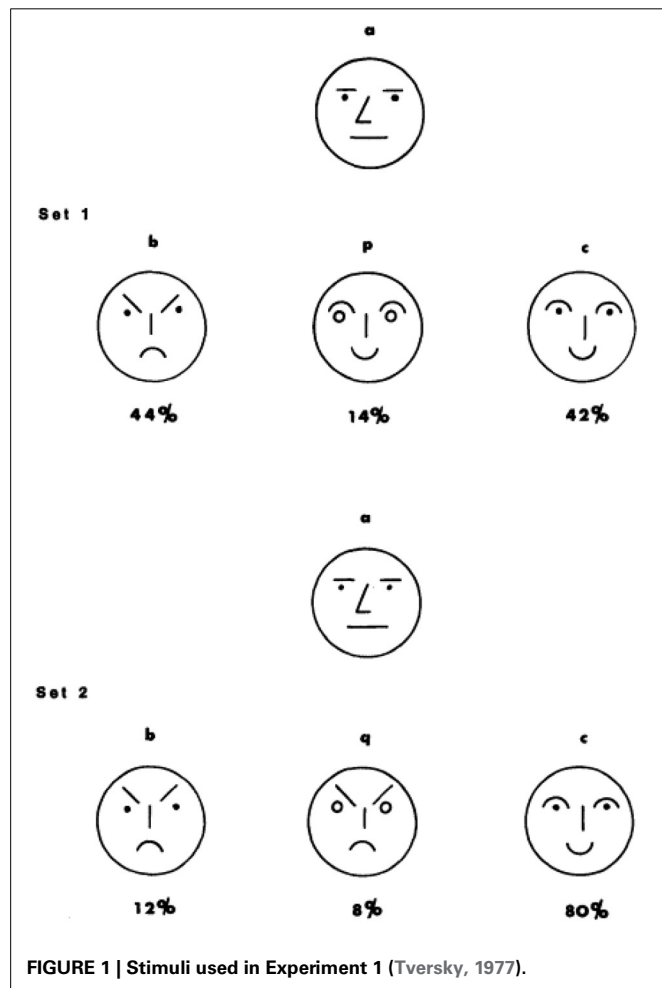 a
Set 1
b p c
44% 14% 42%
a
Set 2
b q c
12% 8% 80%
FIGURE 1 | Stimuli used in Experiment 1 (Tversky, 1977).